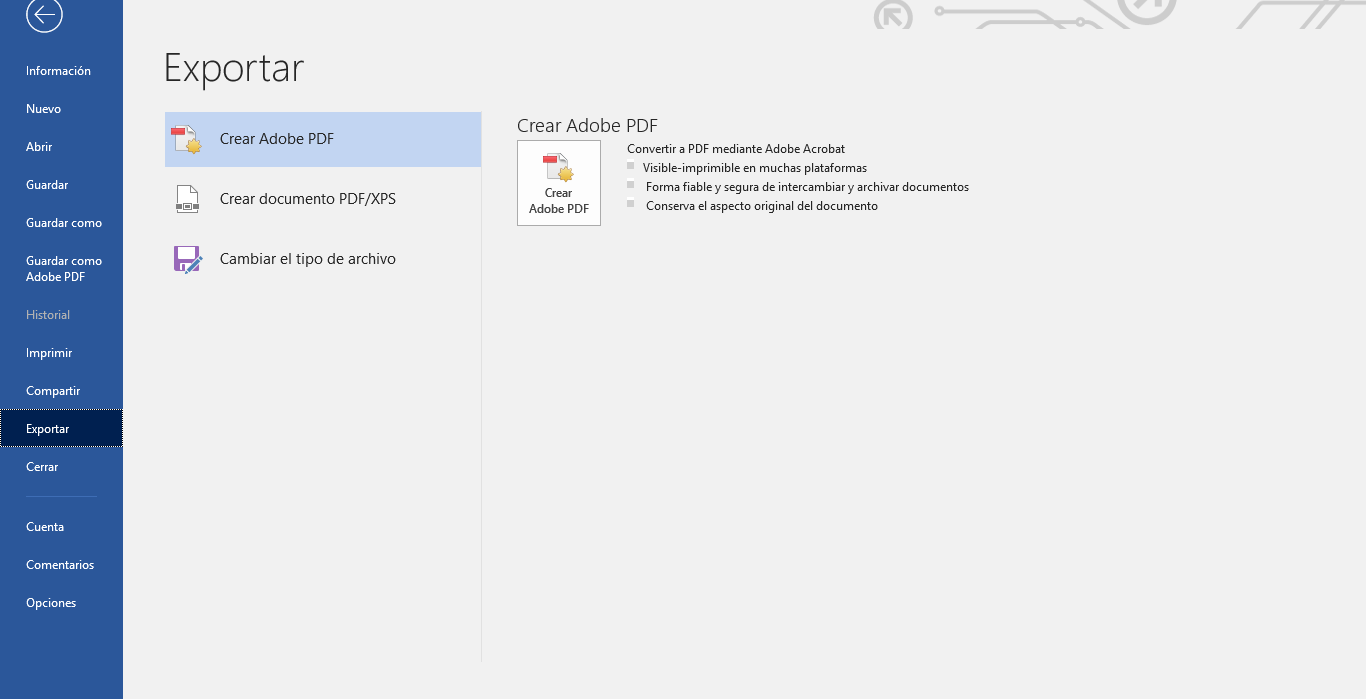 Información
Nuevo
Abrir
Guardar
Guardar como
Guardar como
Adobe PDF
Historial
Imprimir
Compartir
Exportar
Cerrar
Cuenta
Comentarios
Opciones
Exportar
Crear Adobe PDF
Crear documento PDF/XPS
Cambiar el tipo de archivo
Crear Adobe PDF
Crear
Adobe PDF
Convertir a PDF mediante Adobe Acrobat
Visible-imprimible en muchas plataformas
Forma fiable y segura de intercambiar y archivar documentos
Conserva el aspecto original del documento